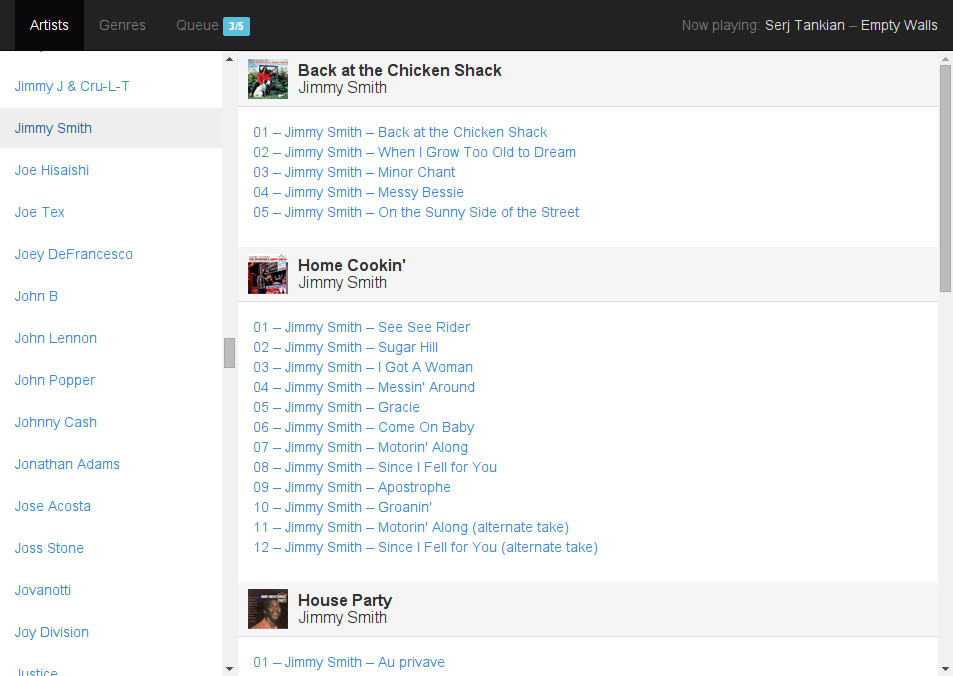 Artists Genres Queue 3/5 Now playing: Serj Tankian – Empty Walls
Jimmy J & Cru-L-T
Jimmy Smith
Joe Hisaishi
Joe Tex
Joey DeFrancesco
John B
John Lennon
John Popper
Johnny Cash
Jonathan Adams
Jose Acosta
Joss Stone
Jovanotti
Joy Division
Justice
Back at the Chicken Shack
Jimmy Smith
01 – Jimmy Smith – Back at the Chicken Shack
02 – Jimmy Smith – When I Grow Too Old to Dream
03 – Jimmy Smith – Minor Chant
04 – Jimmy Smith – Messy Bessie
05 – Jimmy Smith – On the Sunny Side of the Street
Home Cookin'
Jimmy Smith
01 – Jimmy Smith – See See Rider
02 – Jimmy Smith – Sugar Hill
03 – Jimmy Smith – I Got A Woman
04 – Jimmy Smith – Messin' Around
05 – Jimmy Smith – Gracie
06 – Jimmy Smith – Come On Baby
07 – Jimmy Smith – Motorin' Along
08 – Jimmy Smith – Since I Fell for You
09 – Jimmy Smith – Apostrophe
10 – Jimmy Smith – Groanin'
11 – Jimmy Smith – Motorin' Along (alternate take)
12 – Jimmy Smith – Since I Fell for You (alternate take)
House Party
Jimmy Smith
01 – Jimmy Smith – Au privave